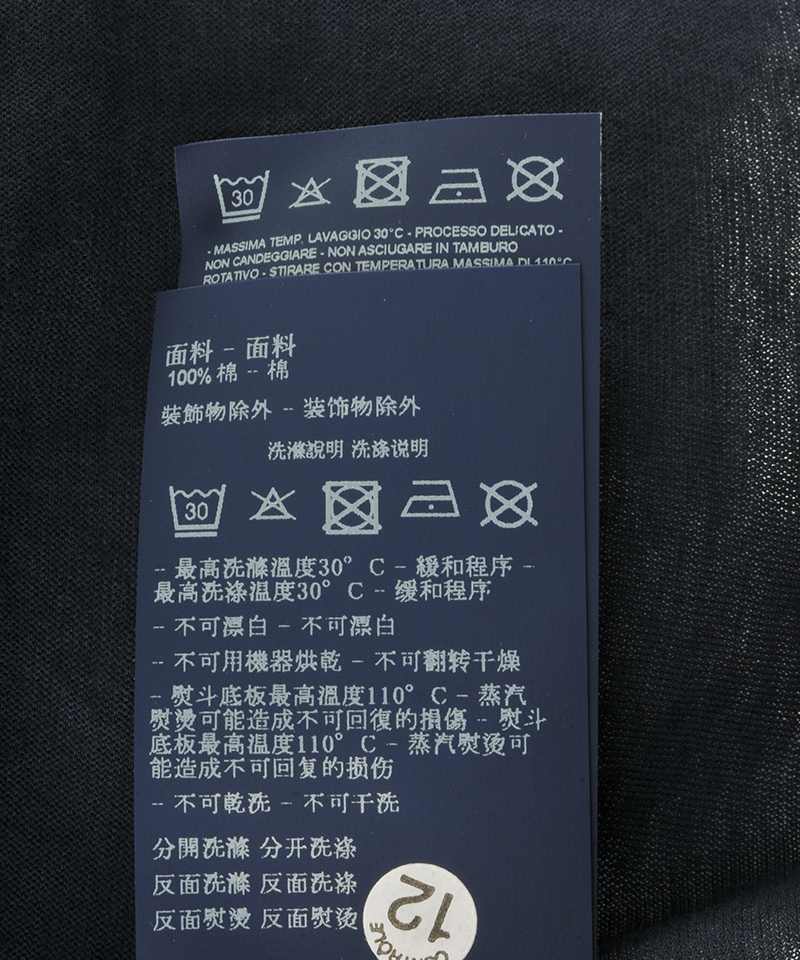 30
- MASSIMA TEMP. LAVAGGIO 30°C - PROCESSO DELICATO -
NON CANDEGGIARE - NON ASCIUGARE IN TAMBURO
ROTATIVO - STIRARE CON TEMPERATURA MASSIMA DI 110°C
面料 - 面料
100% 棉 - 棉
裝飾物除外 - 装饰物除外
洗滌說明 洗涤说明
30
- 最高洗滌溫度30° C - 緩和程序 -
最高洗涤温度30° C - 缓和程序
- 不可漂白 - 不可漂白
- 不可用機器烘乾 - 不可翻转干燥
- 熨斗底板最高溫度110° C - 蒸汽
熨燙可能造成不可回復的損傷 - 熨斗
底板最高温度110° C - 蒸汽熨烫可
能造成不可回复的损伤
- 不可乾洗 - 不可干洗
分開洗滌 分开洗涤
反面洗滌 反面洗涤
反面熨燙 反面熨烫
12